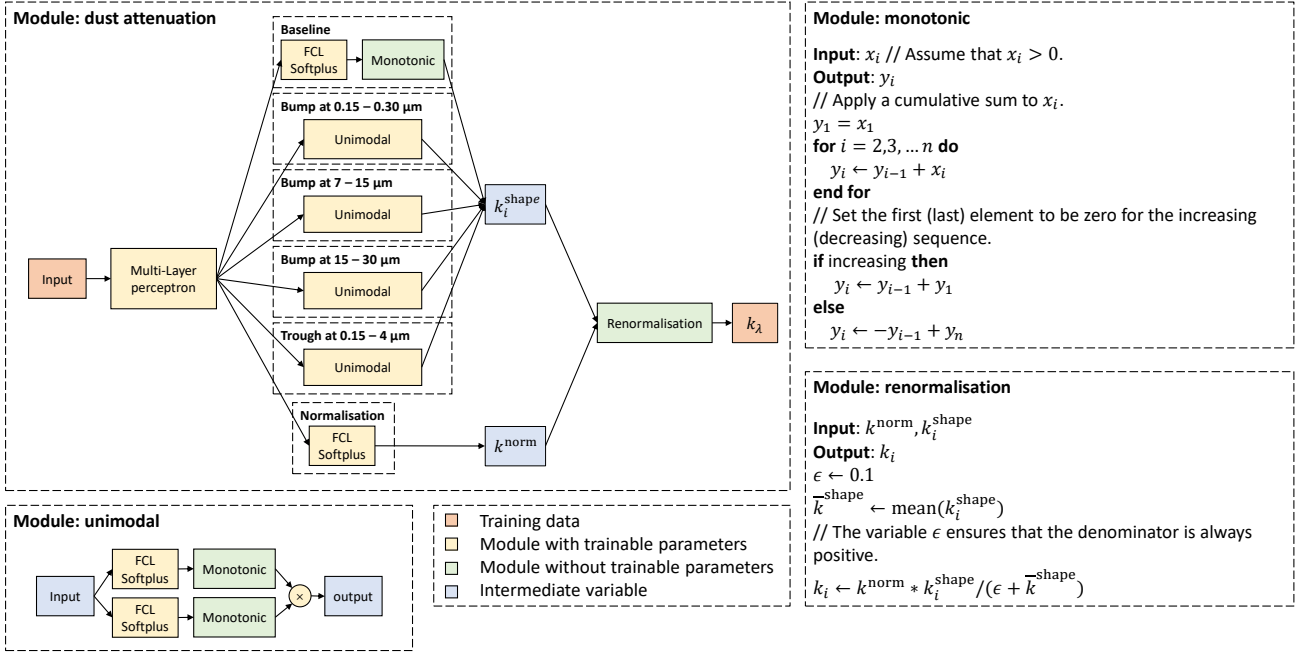 Module: dust attenuation
Baseline
FCL
Softplus
Monotonic
Bump at 0.15 – 0.30 μm
Unimodal
Bump at 7 – 15 μm
Unimodal
Bump at 15 – 30 μm
Unimodal
Trough at 0.15 – 4 μm
Unimodal
Normalisation
FCL
Softplus
Input
Multi-Layer
perceptron
k_i^shape
k^norm
Renormalisation
k_λ
Module: unimodal
Input
FCL
Softplus
Monotonic
FCL
Softplus
Monotonic
×
output
Training data
Module with trainable parameters
Module without trainable parameters
Intermediate variable
Module: monotonic
Input: x_i // Assume that x_i > 0.
Output: y_i
// Apply a cumulative sum to x_i.
y_1 = x_1
for i = 2,3, … n do
y_i ← y_{i−1} + x_i
end for
// Set the first (last) element to be zero for the increasing
(decreasing) sequence.
if increasing then
y_i ← y_{i−1} + y_1
else
y_i ← −y_{i−1} + y_n
Module: renormalisation
Input: k^norm, k_i^shape
Output: k_i
ϵ ← 0.1
k̅^shape ← mean(k_i^shape)
// The variable ϵ ensures that the denominator is always
positive.
k_i ← k^norm * k_i^shape/(ϵ + k̅^shape)